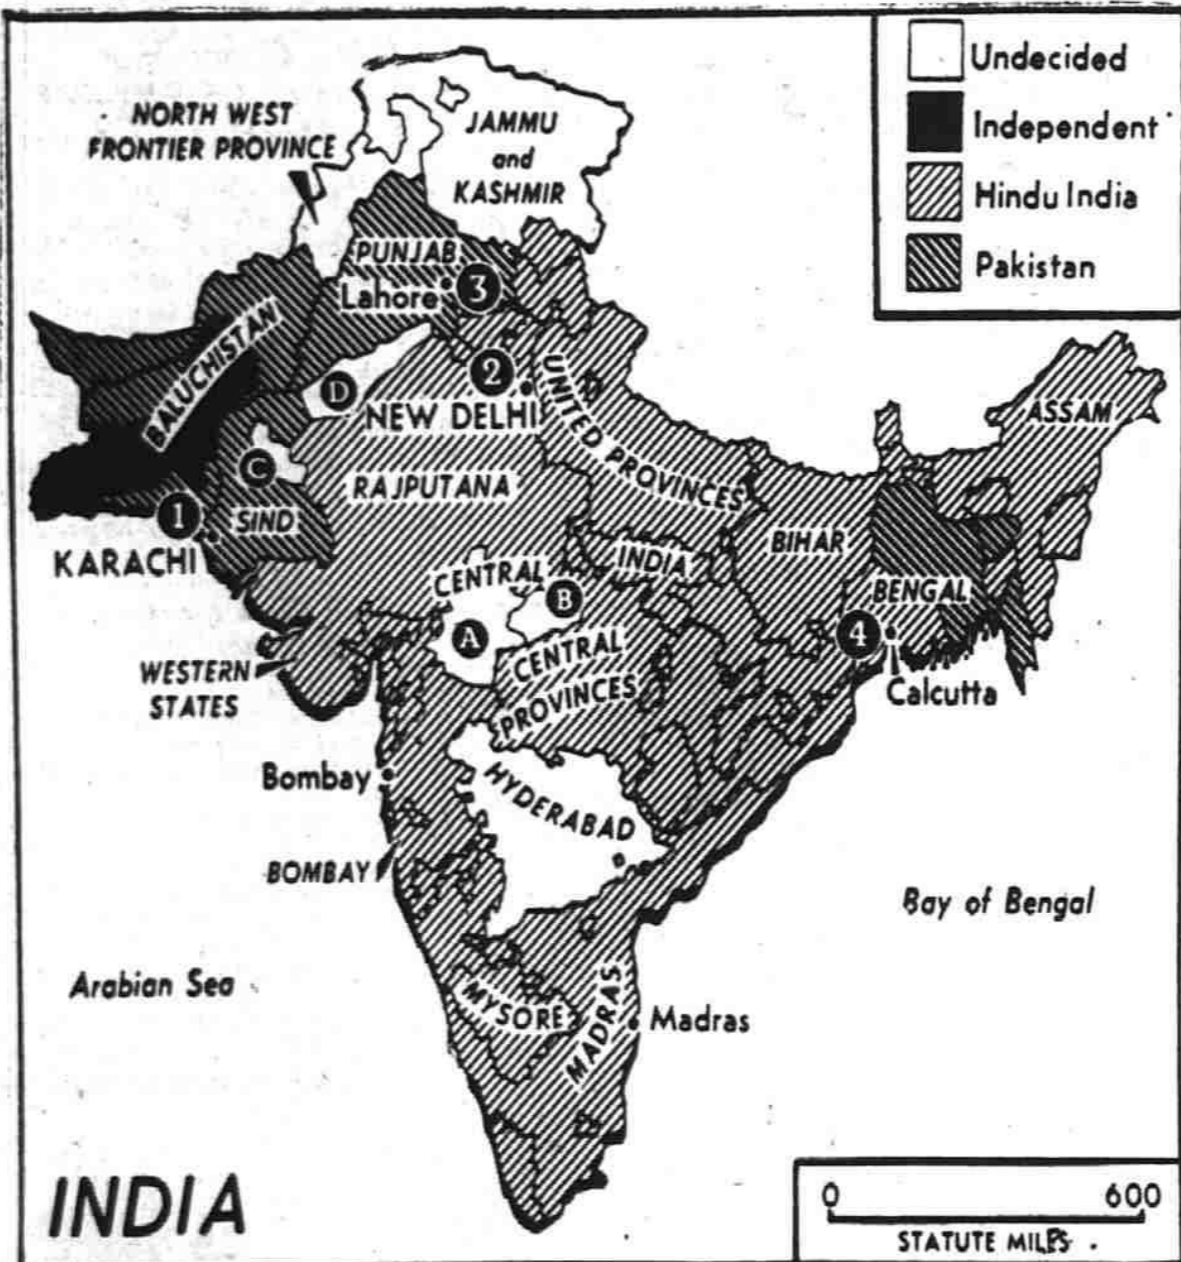 Undecided
Independent
Hindu India
Pakistan
NORTH WEST
FRONTIER PROVINCE
JAMMU
and
KASHMIR
PUNJAB
Lahore
3
BALUCHISTAN
D
2
NEW DELHI
UNITED PROVINCES
ASSAM
C
RAJPUTANA
1
SIND
KARACHI
CENTRAL
INDIA
BIHAR
B
A
BENGAL
4
Calcutta
CENTRAL
PROVINCES
WESTERN
STATES
Bombay
HYDERABAD
BOMBAY
Bay of Bengal
Arabian Sea
MYSORE
MADRAS
Madras
INDIA
0 600
STATUTE MILES